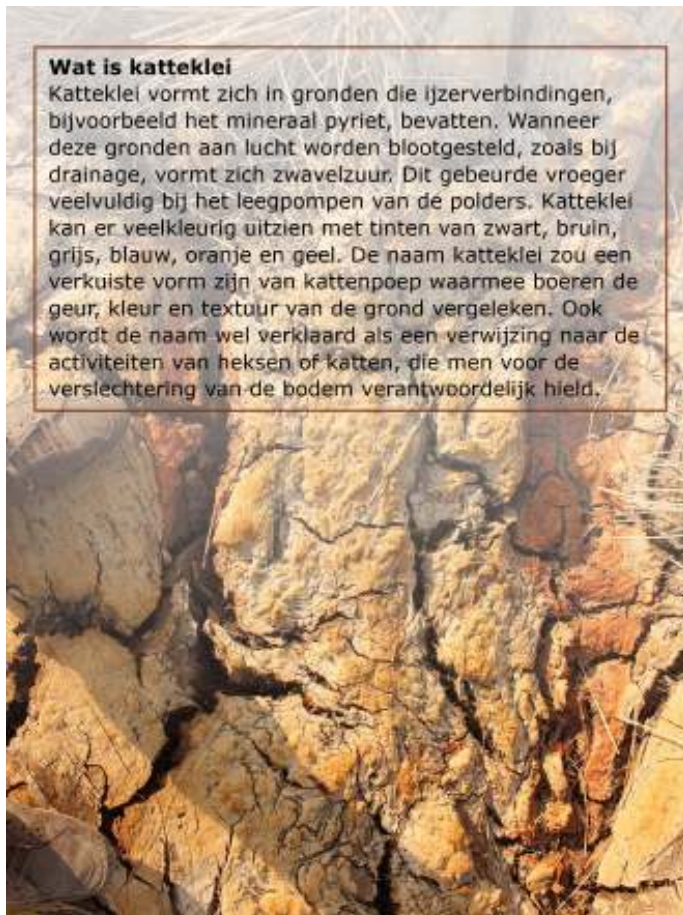 Wat is katteklei
Katteklei vormt zich in gronden die ijzerverbindingen,
bijvoorbeeld het mineraal pyriet, bevatten. Wanneer
deze gronden aan lucht worden blootgesteld, zoals bij
drainage, vormt zich zwavelzuur. Dit gebeurde vroeger
veelvuldig bij het leegpompen van de polders. Katteklei
kan er veelkleurig uitzien met tinten van zwart, bruin,
grijs, blauw, oranje en geel. De naam katteklei zou een
verkuiste vorm zijn van kattenpoep waarmee boeren de
geur, kleur en textuur van de grond vergeleken. Ook
wordt de naam wel verklaard als een verwijzing naar de
activiteiten van heksen of katten, die men voor de
verslechtering van de bodem verantwoordelijk hield.